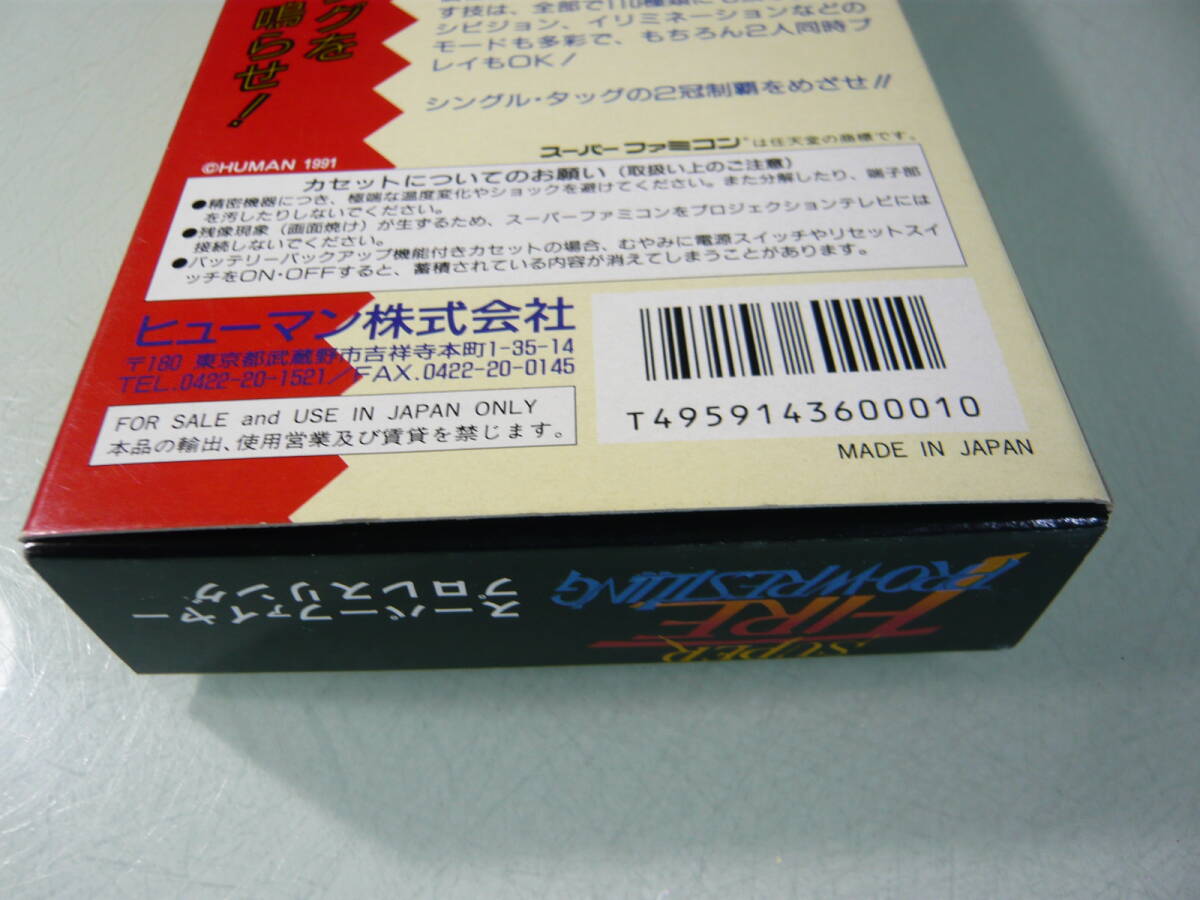 グを
鳴らせ!
す技は、全部で110種類に
シビジョン、イリミネーションなどの
モードも多彩で、もちろん2人同時プ
レイもOK!
シングル・タッグの2冠制覇をめざせ!!
スーパーファミコン®は任天堂の商標です。
©HUMAN 1991
カセットについてのお願い(取扱い上のご注意)
●精密機器につき、極端な温度変化やショックを避けてください。また分解したり、端子部
を汚したりしないでください。
●残像現象(画面焼け)が生ずるため、スーパーファミコンをプロジェクションテレビには
接続しないでください。
●バッテリーバックアップ機能付きカセットの場合、むやみに電源スイッチやリセットスイ
ッチをON・OFFすると、蓄積されている内容が消えてしまうことがあります。
ヒューマン株式会社
〒180 東京都武蔵野市吉祥寺本町1-35-14
TEL.0422-20-1521/FAX.0422-20-0145
FOR SALE and USE IN JAPAN ONLY
本品の輸出、使用営業及び賃貸を禁じます。
T4959143600010
MADE IN JAPAN
SUPER
FIRE
PROWRESTLING
スーパーファイヤー
プロレスリング